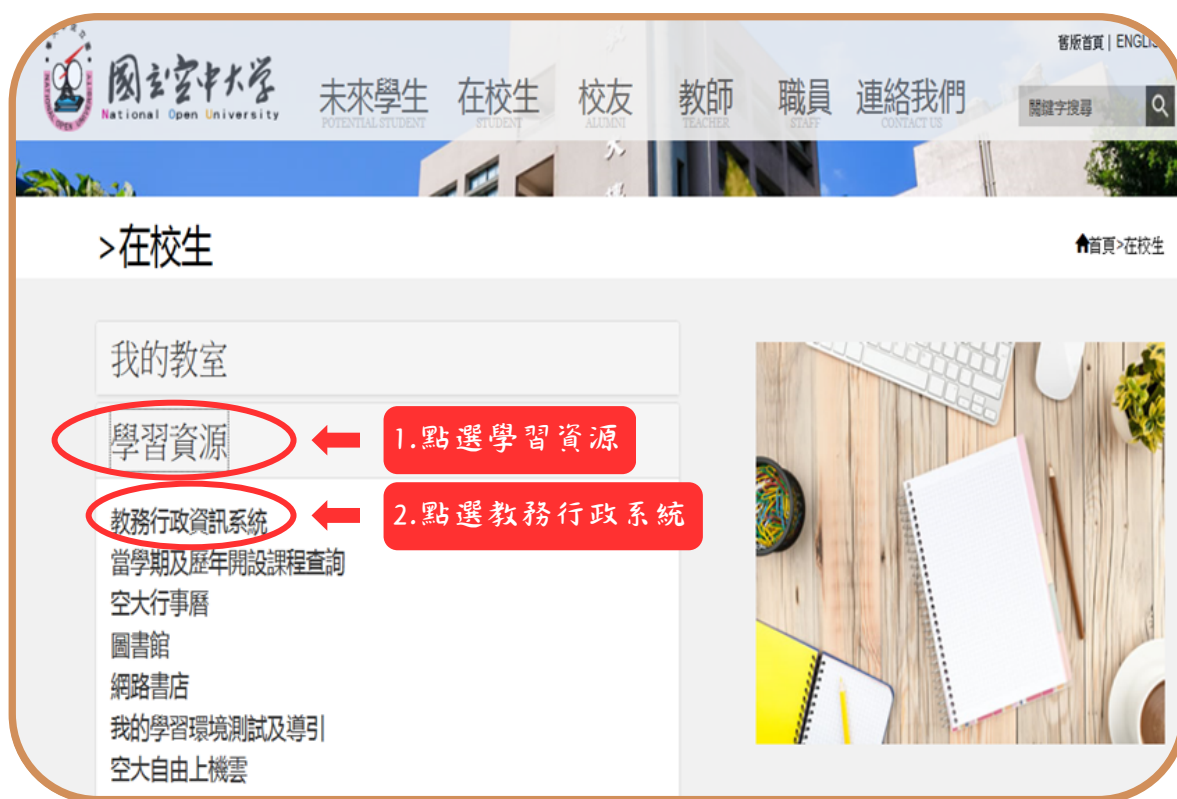 舊版首頁 | ENGLIS
國立空中大學
National Open University
未來學生 在校生 校友 教師 職員 連絡我們
POTENTIAL STUDENT STUDENT ALUMNI TEACHER STAFF CONTACT US
關鍵字搜尋
>在校生
首頁>在校生
我的教室
學習資源
1.點選學習資源
教務行政資訊系統
2.點選教務行政系統
當學期及歷年開設課程查詢
空大行事曆
圖書館
網路書店
我的學習環境測試及導引
空大自由上機雲